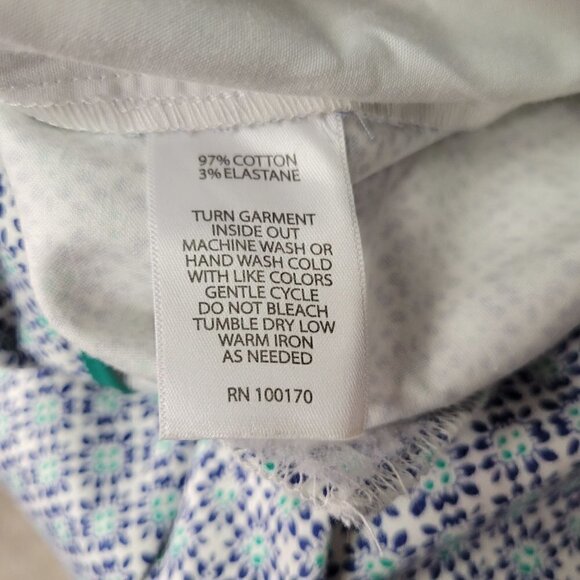 97% COTTON
3% ELASTANE
TURN GARMENT
INSIDE OUT
MACHINE WASH OR
HAND WASH COLD
WITH LIKE COLORS
GENTLE CYCLE
DO NOT BLEACH
TUMBLE DRY LOW
WARM IRON
AS NEEDED
RN 100170